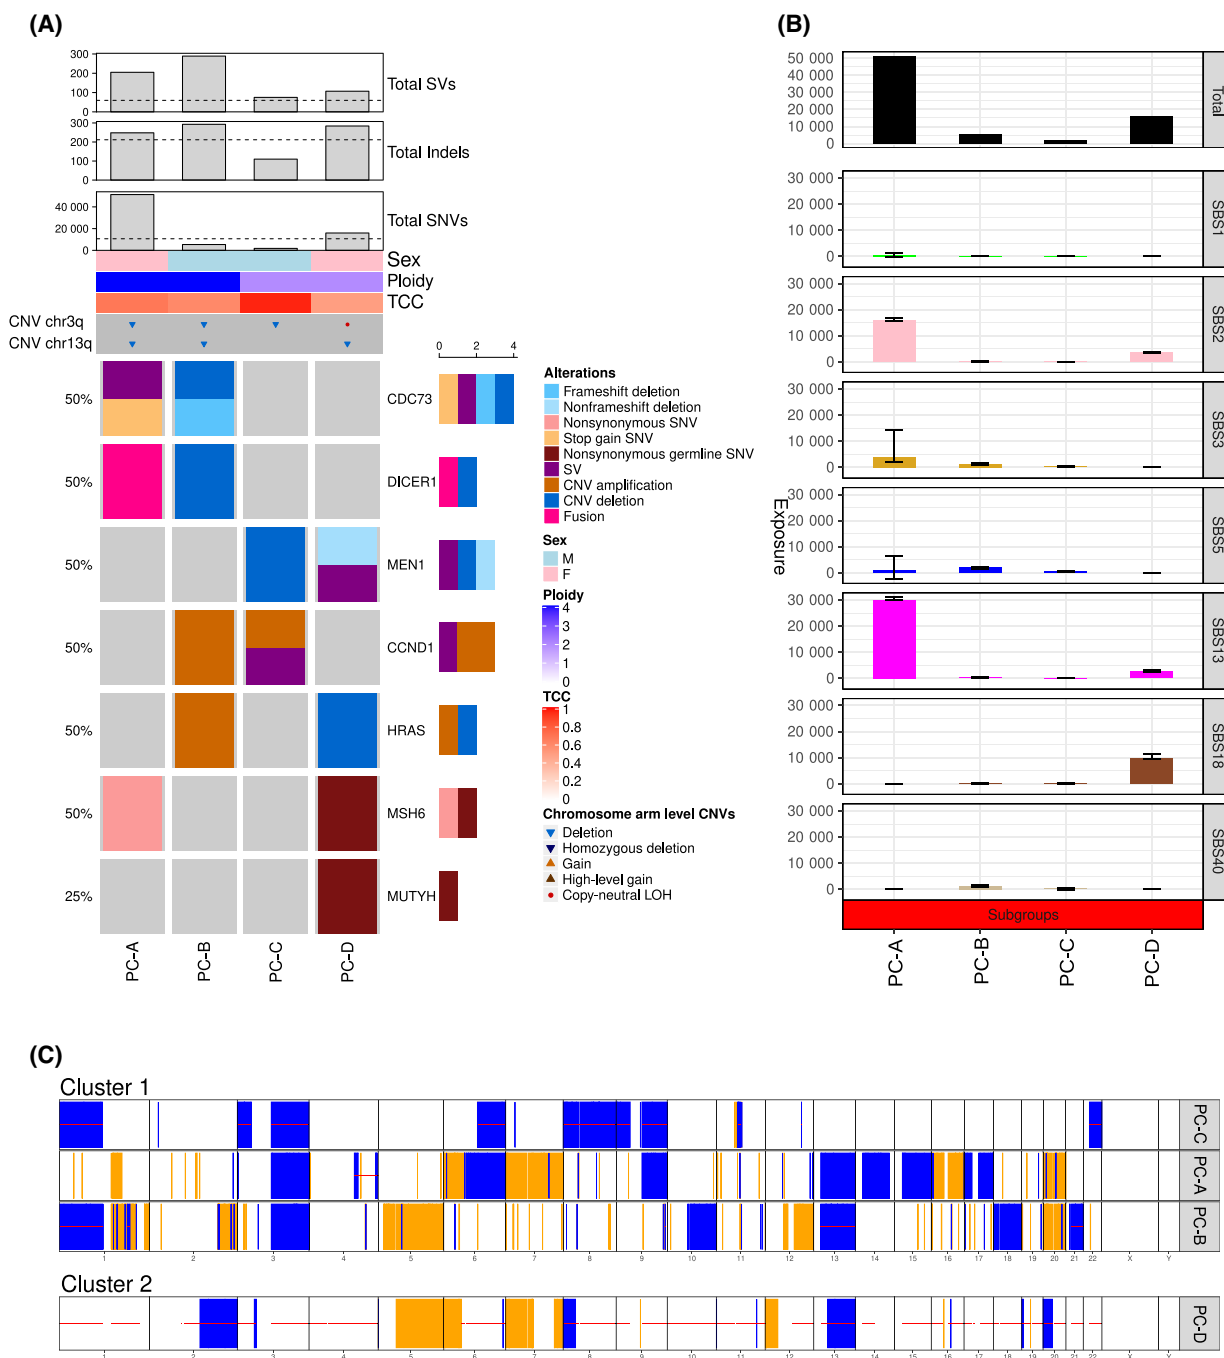 (A)
300
200
100
0
Total SVs
300
200
100
0
Total Indels
40 000
20 000
0
Total SNVs
Sex
Ploidy
TCC
CNV chr3q
CNV chr13q
0 2 4
50% CDC73
50% DICER1
50% MEN1
50% CCND1
50% HRAS
50% MSH6
25% MUTYH
PC-A PC-B PC-C PC-D
Alterations
Frameshift deletion
Nonframeshift deletion
Nonsynonymous SNV
Stop gain SNV
Nonsynonymous germline SNV
SV
CNV amplification
CNV deletion
Fusion
Sex
M
F
Ploidy
4
3
2
1
0
TCC
1
0.8
0.6
0.4
0.2
0
Chromosome arm level CNVs
Deletion
Homozygous deletion
Gain
High-level gain
Copy-neutral LOH
(B)
Exposure
50 000
40 000
30 000
20 000
10 000
0
Total
30 000
20 000
10 000
0
SBS1
30 000
20 000
10 000
0
SBS2
30 000
20 000
10 000
0
SBS3
30 000
20 000
10 000
0
SBS5
30 000
20 000
10 000
0
SBS13
30 000
20 000
10 000
0
SBS18
30 000
20 000
10 000
0
SBS40
Subgroups
PC-A PC-B PC-C PC-D
(C)
Cluster 1
PC-C
PC-A
PC-B
1 2 3 4 5 6 7 8 9 10 11 12 13 14 15 16 17 18 19 20 21 22 X Y
Cluster 2
PC-D
1 2 3 4 5 6 7 8 9 10 11 12 13 14 15 16 17 18 19 20 21 22 X Y